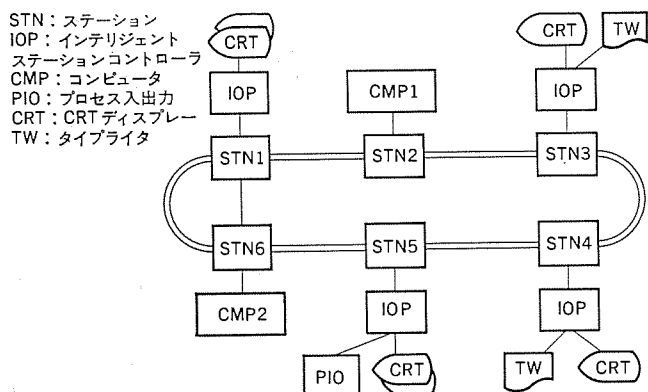 STN：ステーション
IOP：インテリジェント
ステーションコントローラ
CMP：コンピュータ
PIO：プロセス入出力
CRT：CRTディスプレー
TW：タイプライタ
CRT
CRT
TW
IOP
CMP1
IOP
STN1
STN2
STN3
STN6
STN5
STN4
CMP2
IOP
IOP
PIO
CRT
TW
CRT